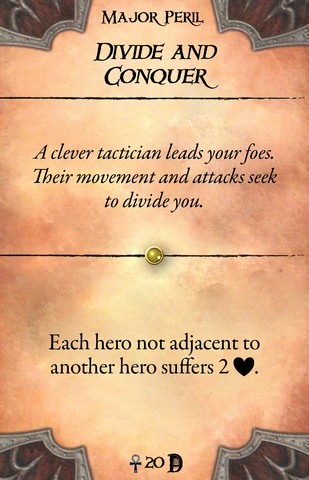 Major Peril
Divide and
Conquer
A clever tactician leads your foes.
Their movement and attacks seek
to divide you.
Each hero not adjacent to
another hero suffers 2 ♥.
☥ 20 D